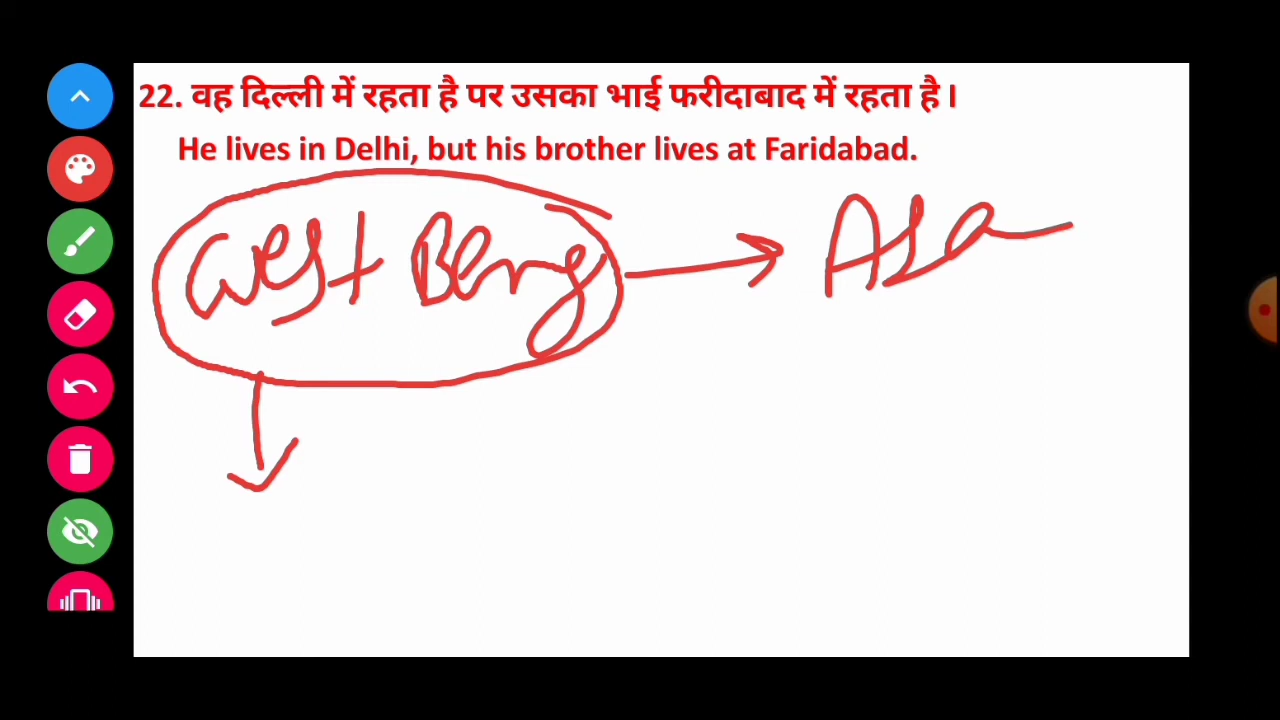 22. वह दिल्ली में रहता है पर उसका भाई फरीदाबाद में रहता है ।
He lives in Delhi, but his brother lives at Faridabad.
West Beng